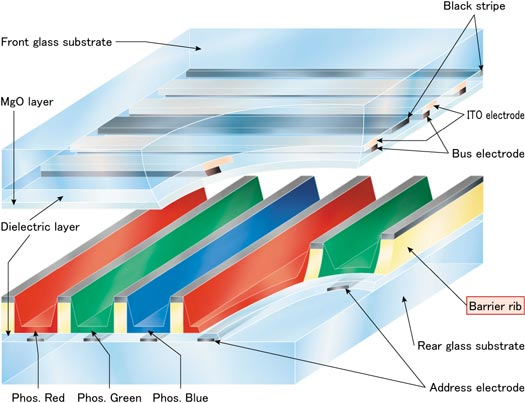 Black stripe
Front glass substrate
MgO layer
ITO electrode
Bus electrode
Dielectric layer
Barrier rib
Rear glass substrate
Address electrode
Phos. Red
Phos. Green
Phos. Blue